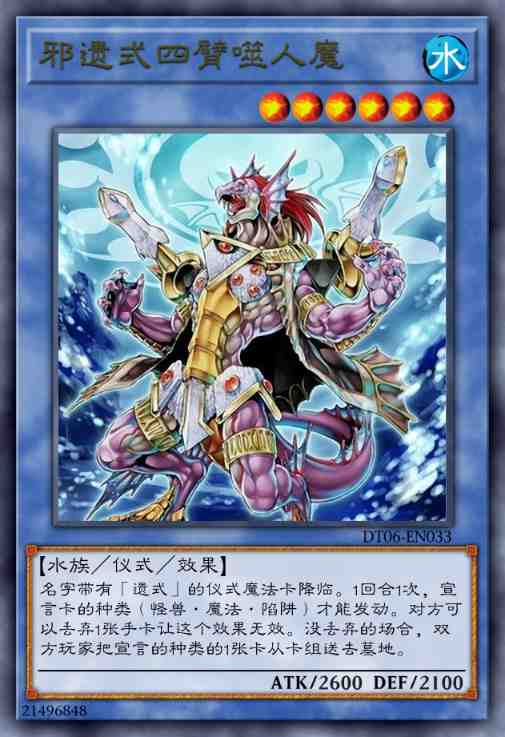 邪遗式四臂噬人魔
水
DT06-EN033
【水族／仪式／效果】
名字带有「遗式」的仪式魔法卡降临。1回合1次，宣
言卡的种类（怪兽·魔法·陷阱）才能发动。对方可
以丢弃1张手卡让这个效果无效。没丢弃的场合，双
方玩家把宣言的种类的1张卡从卡组送去墓地。
ATK/2600 DEF/2100
21496848